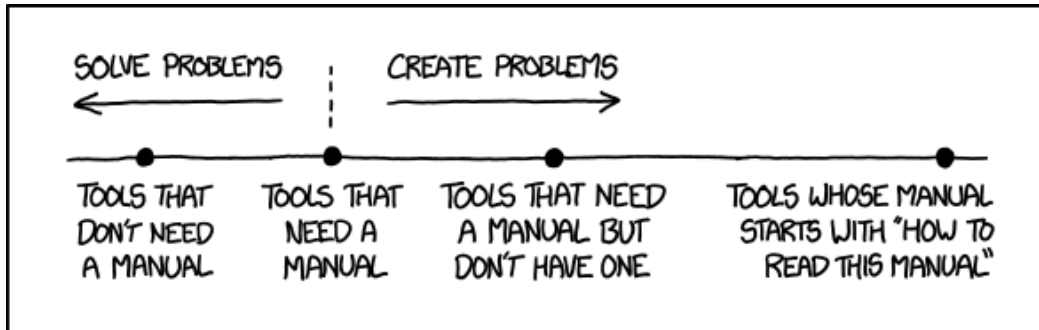 SOLVE PROBLEMS
CREATE PROBLEMS
TOOLS THAT
DON'T NEED
A MANUAL
TOOLS THAT
NEED A
MANUAL
TOOLS THAT NEED
A MANUAL BUT
DON'T HAVE ONE
TOOLS WHOSE MANUAL
STARTS WITH "HOW TO
READ THIS MANUAL"